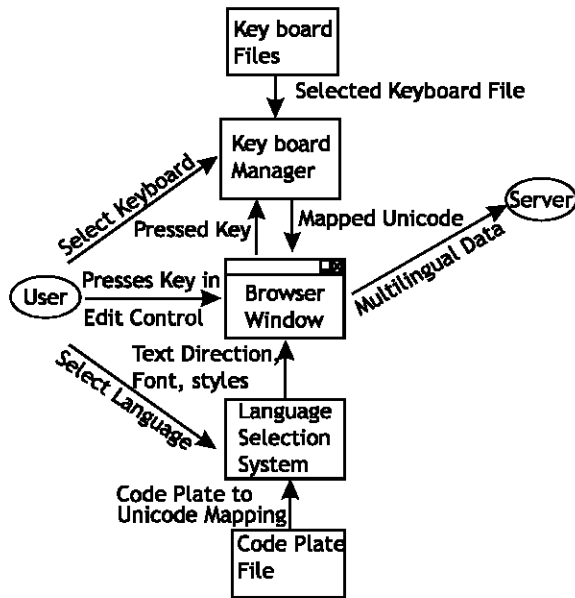 Key board
Files
Selected Keyboard File
Key board
Manager
Select Keyboard
Server
Pressed Key
Mapped Unicode
Multilingual Data
User
Presses Key in
Edit Control
Browser
Window
Text Direction,
Font, styles
Select Language
Language
Selection
System
Code Plate to
Unicode Mapping
Code Plate
File